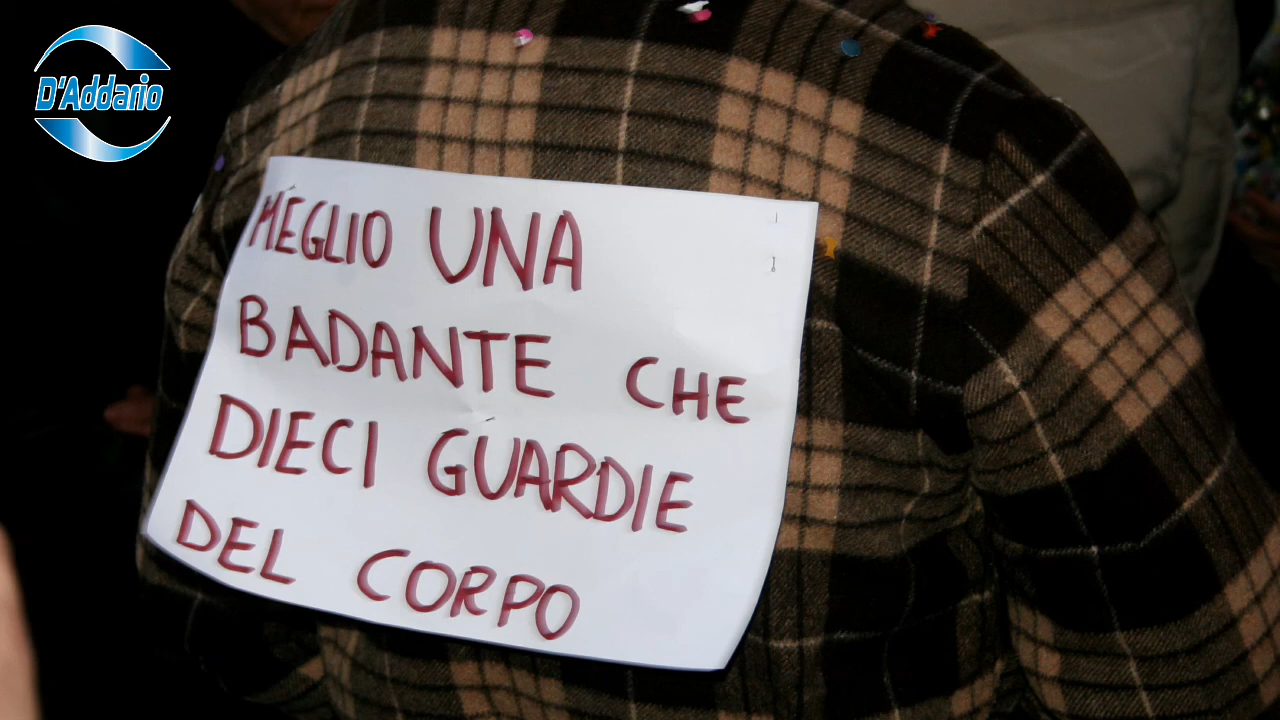 D'Addario
MEGLIO UNA
BADANTE CHE
DIECI GUARDIE
DEL CORPO